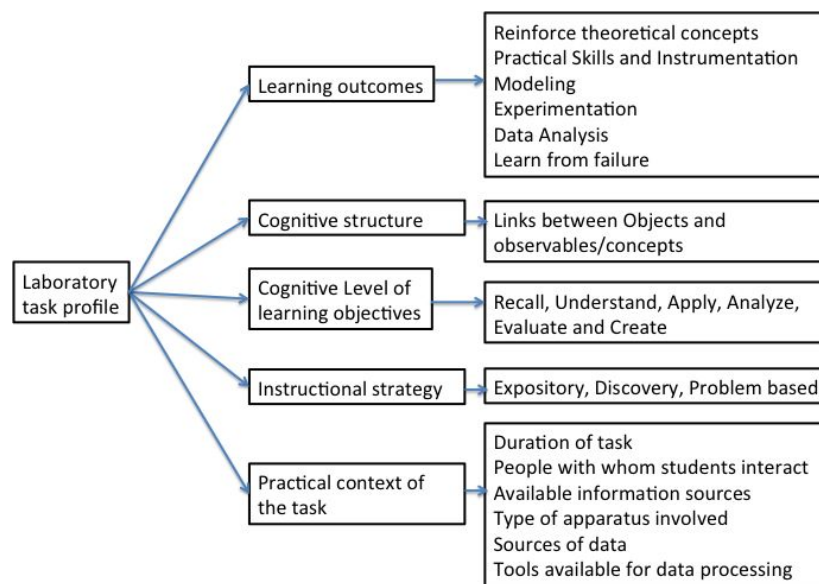 Laboratory
task profile
Learning outcomes
Reinforce theoretical concepts
Practical Skills and Instrumentation
Modeling
Experimentation
Data Analysis
Learn from failure
Cognitive structure
Links between Objects and
observables/concepts
Cognitive Level of
learning objectives
Recall, Understand, Apply, Analyze,
Evaluate and Create
Instructional strategy
Expository, Discovery, Problem based
Practical context of
the task
Duration of task
People with whom students interact
Available information sources
Type of apparatus involved
Sources of data
Tools available for data processing